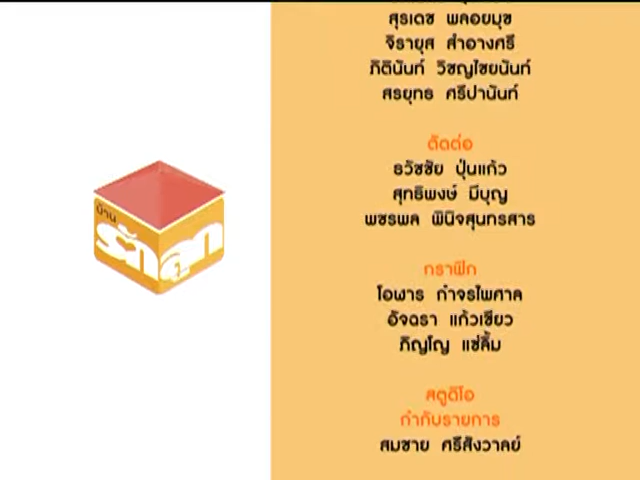 สุรเดช พลอยมุข
จิรายุส สำอางศรี
ภิตินันท์ วิชญไชยนันท์
สรยุทธ ศรีปานันท์
ตัดต่อ
ธวัชชัย ปุ่นแก้ว
สุทธิพงษ์ มีบุญ
พชรพล พินิจสุนทรสาร
กราฟิก
โอฬาร กำจรไพศาล
อัจฉรา แก้วเขียว
ภิญโญ แซ่ลิ้ม
สตูดิโอ
กำกับรายการ
สมชาย ศรีสังวาลย์
บ้าน
รักลูก